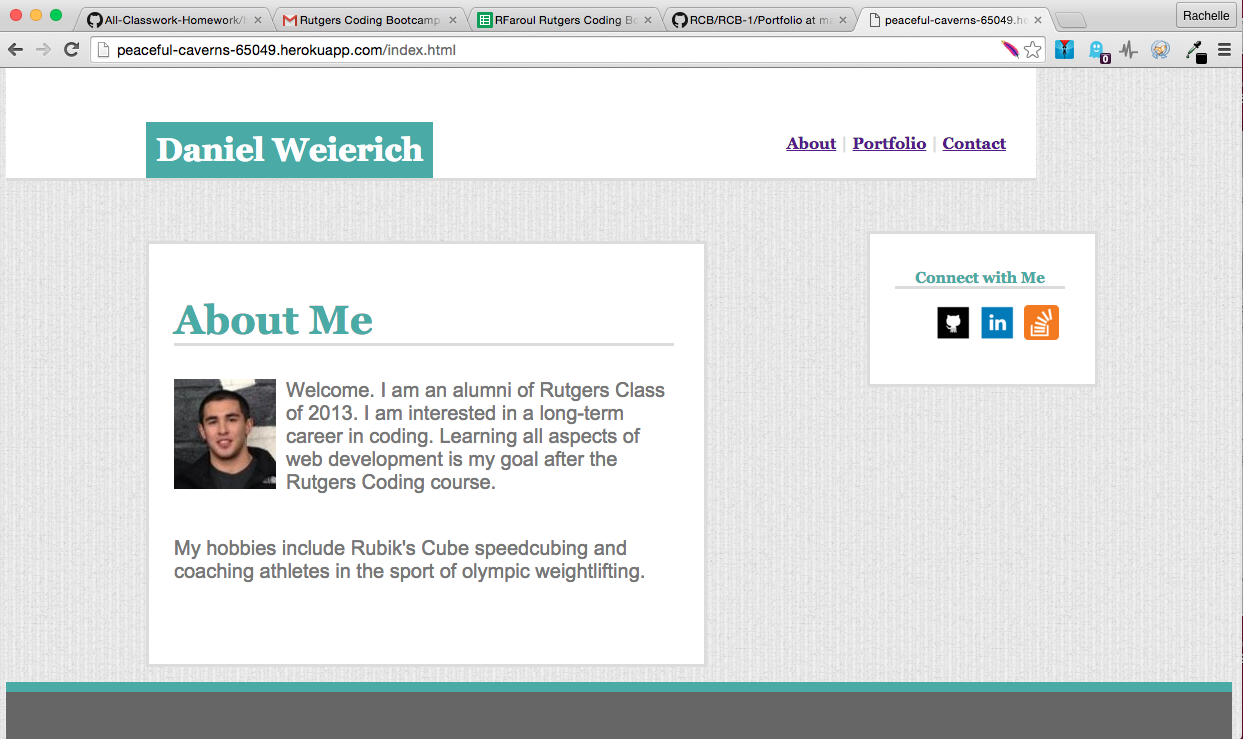 All-Classwork-Homework/
Rutgers Coding Bootcamp
RFaroul Rutgers Coding Bo
RCB/RCB-1/Portfolio at ma
peaceful-caverns-65049.he
Rachelle
peaceful-caverns-65049.herokuapp.com/index.html
0
Daniel Weierich
About | Portfolio | Contact
Connect with Me
in
About Me
Welcome. I am an alumni of Rutgers Class
of 2013. I am interested in a long-term
career in coding. Learning all aspects of
web development is my goal after the
Rutgers Coding course.
My hobbies include Rubik's Cube speedcubing and
coaching athletes in the sport of olympic weightlifting.